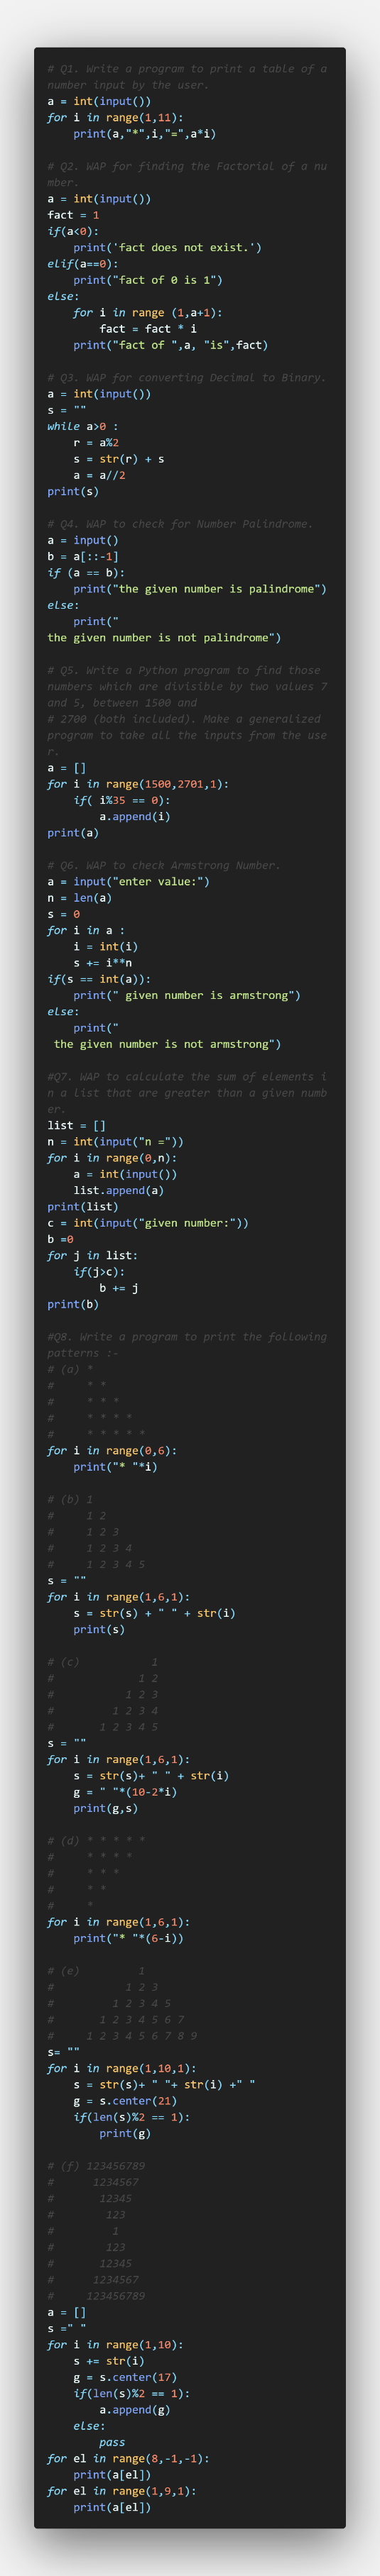 # Q1. Write a program to print a table of a
number input by the user.
a = int(input())
for i in range(1,11):
    print(a,"*",i,"=",a*i)

# Q2. WAP for finding the Factorial of a nu
mber.
a = int(input())
fact = 1
if(a<0):
    print('fact does not exist.')
elif(a==0):
    print("fact of 0 is 1")
else:
    for i in range (1,a+1):
        fact = fact * i
    print("fact of ",a, "is",fact)

# Q3. WAP for converting Decimal to Binary.
a = int(input())
s = ""
while a>0 :
    r = a%2
    s = str(r) + s
    a = a//2
print(s)

# Q4. WAP to check for Number Palindrome.
a = input()
b = a[::-1]
if (a == b):
    print("the given number is palindrome")
else:
    print("
the given number is not palindrome")

# Q5. Write a Python program to find those
numbers which are divisible by two values 7
and 5, between 1500 and
# 2700 (both included). Make a generalized
program to take all the inputs from the use
r.
a = []
for i in range(1500,2701,1):
    if( i%35 == 0):
        a.append(i)
print(a)

# Q6. WAP to check Armstrong Number.
a = input("enter value:")
n = len(a)
s = 0
for i in a :
    i = int(i)
    s += i**n
if(s == int(a)):
    print(" given number is armstrong")
else:
    print("
 the given number is not armstrong")

#Q7. WAP to calculate the sum of elements i
n a list that are greater than a given numb
er.
list = []
n = int(input("n ="))
for i in range(0,n):
    a = int(input())
    list.append(a)
print(list)
c = int(input("given number:"))
b =0
for j in list:
    if(j>c):
        b += j
print(b)

#Q8. Write a program to print the following
patterns :-
# (a) *
#     * *
#     * * *
#     * * * *
#     * * * * *
for i in range(0,6):
    print("* "*i)

# (b) 1
#     1 2
#     1 2 3
#     1 2 3 4
#     1 2 3 4 5
s = ""
for i in range(1,6,1):
    s = str(s) + " " + str(i)
    print(s)

# (c)           1
#             1 2
#           1 2 3
#         1 2 3 4
#       1 2 3 4 5
s = ""
for i in range(1,6,1):
    s = str(s)+ " " + str(i)
    g = " "*(10-2*i)
    print(g,s)

# (d) * * * * *
#     * * * *
#     * * *
#     * *
#     *
for i in range(1,6,1):
    print("* "*(6-i))

# (e)         1
#           1 2 3
#         1 2 3 4 5
#       1 2 3 4 5 6 7
#     1 2 3 4 5 6 7 8 9
s= ""
for i in range(1,10,1):
    s = str(s)+ " "+ str(i) +" "
    g = s.center(21)
    if(len(s)%2 == 1):
        print(g)

# (f) 123456789
#      1234567
#       12345
#        123
#         1
#        123
#       12345
#      1234567
#     123456789
a = []
s =" "
for i in range(1,10):
    s += str(i)
    g = s.center(17)
    if(len(s)%2 == 1):
        a.append(g)
    else:
        pass
for el in range(8,-1,-1):
    print(a[el])
for el in range(1,9,1):
    print(a[el])